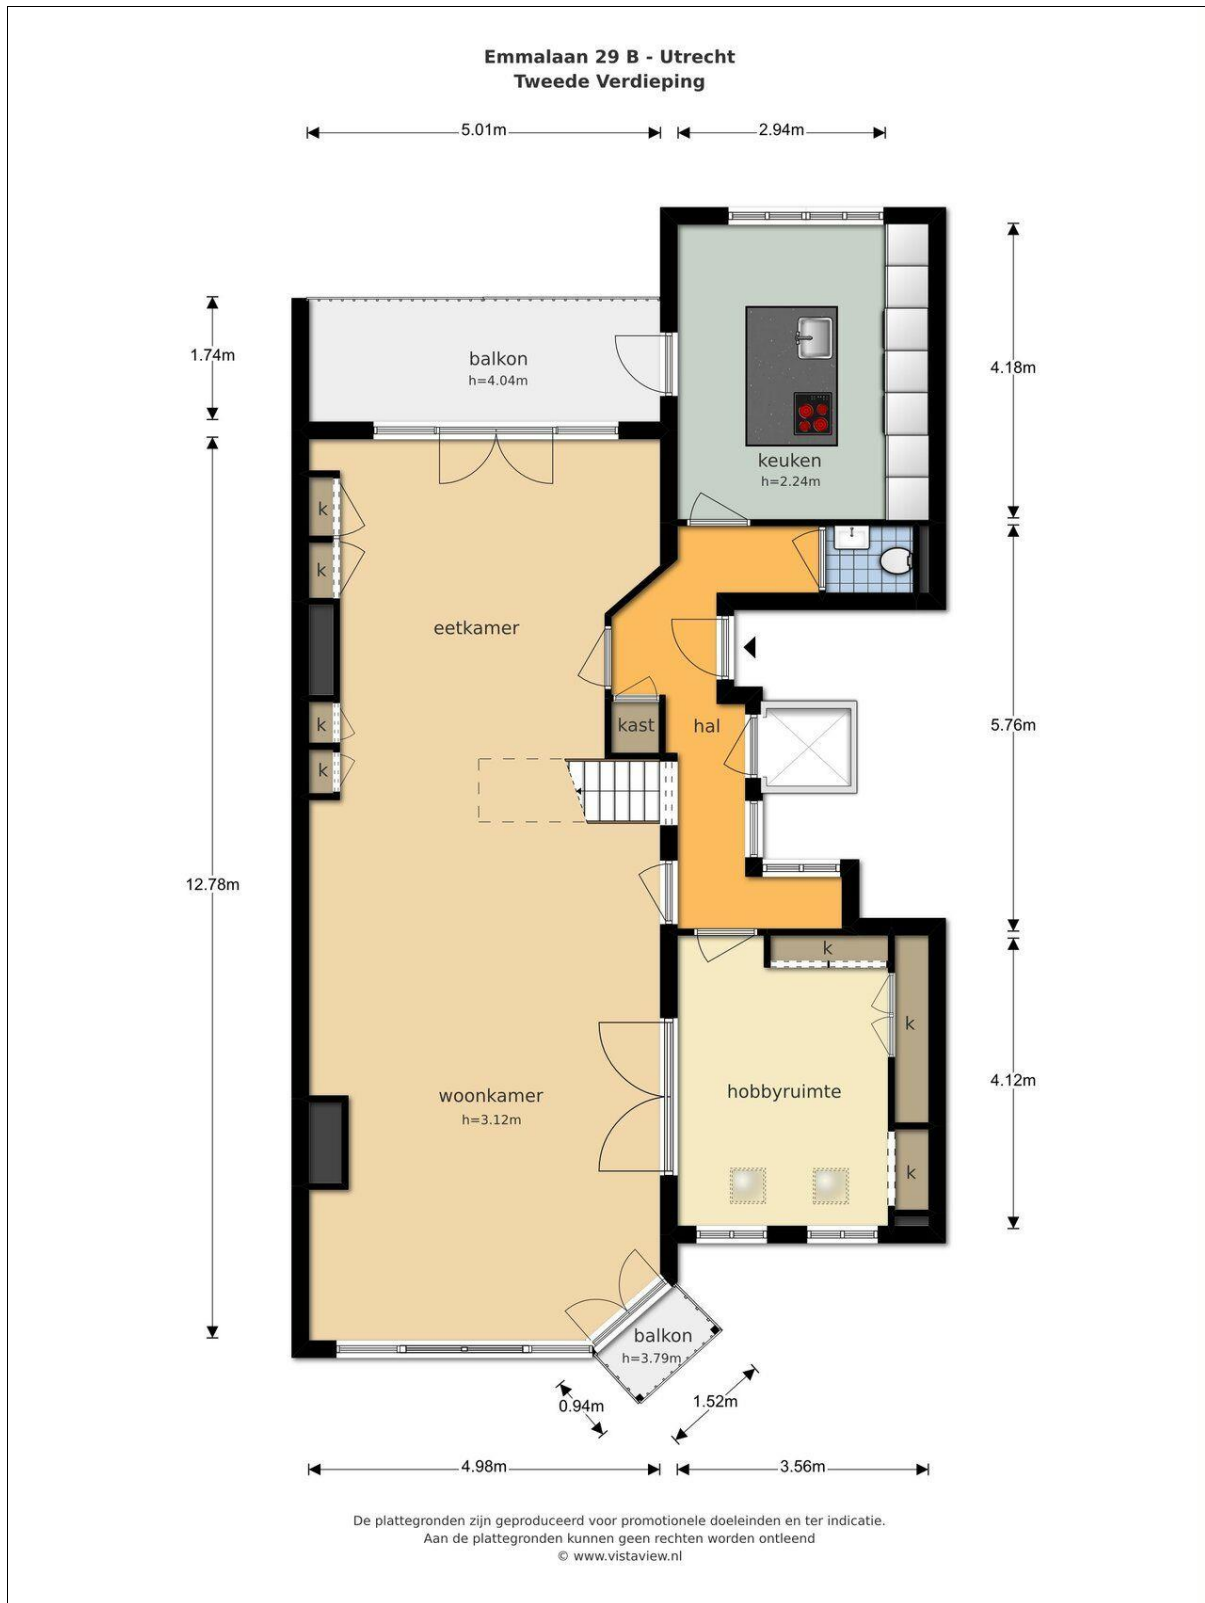 Emmalaan 29 B - Utrecht
Tweede Verdieping
5.01m
2.94m
1.74m
balkon
h=4.04m
4.18m
keuken
h=2.24m
k
k
eetkamer
k
kast
hal
5.76m
k
12.78m
k
k
4.12m
woonkamer
h=3.12m
hobbyruimte
k
balkon
h=3.79m
0.94m
1.52m
4.98m
3.56m
De plattegronden zijn geproduceerd voor promotionele doeleinden en ter indicatie.
Aan de plattegronden kunnen geen rechten worden ontleend
© www.vistaview.nl